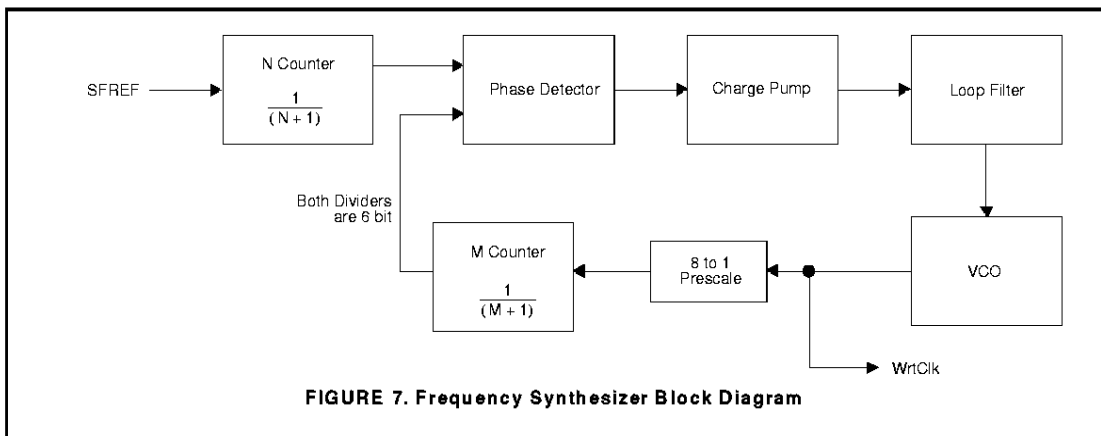 SFREF
N Counter
1
(N + 1)
Phase Detector
Charge Pump
Loop Filter
Both Dividers
are 6 bit
M Counter
1
(M + 1)
8 to 1
Prescale
VCO
WrtClk
FIGURE 7. Frequency Synthesizer Block Diagram